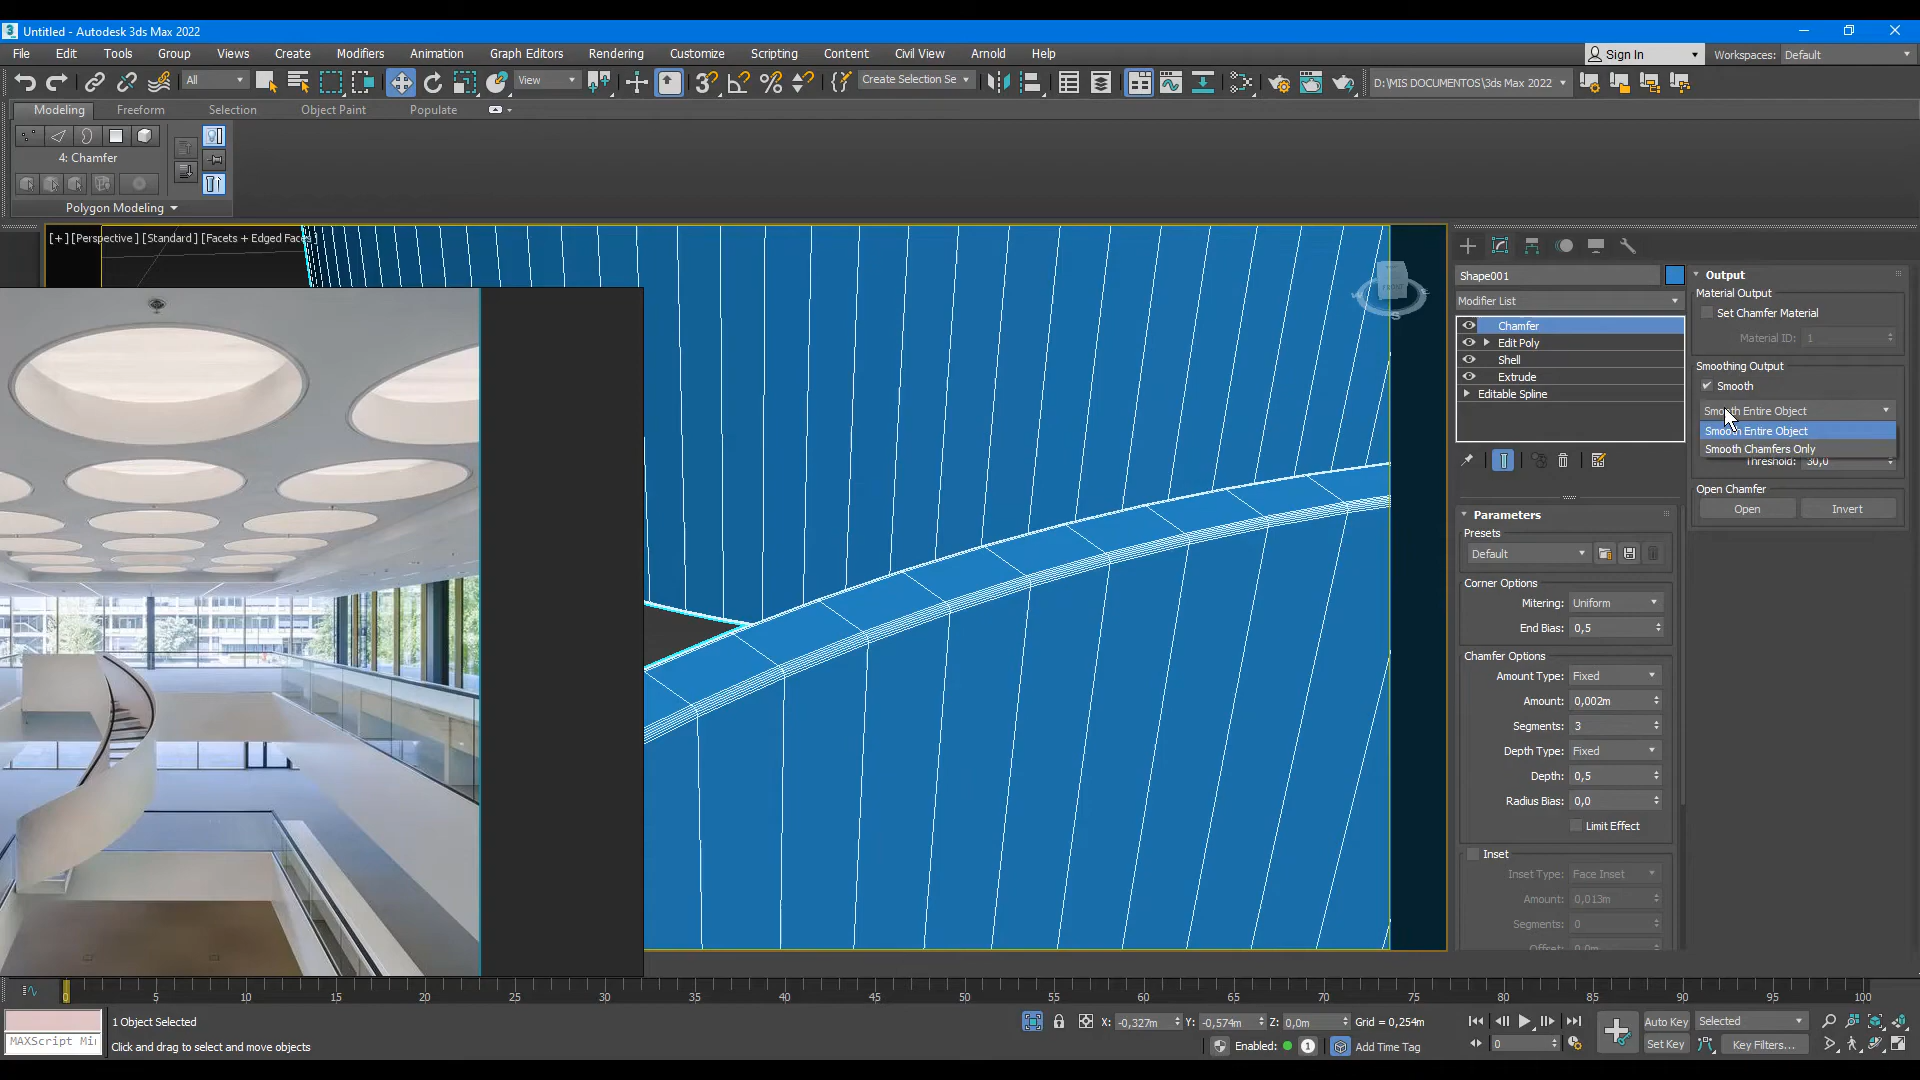 Untitled - Autodesk 3ds Max 2022
File Edit Tools Group Views Create Modifiers Animation Graph Editors Rendering Customize Scripting Content Civil View Arnold Help
Sign In Workspaces: Default
All View Create Selection Se D:\MIS DOCUMENTOS\3ds Max 2022
Modeling Freeform Selection Object Paint Populate
4: Chamfer
Polygon Modeling
[+] [Perspective ] [Standard ] [Facets + Edged Faces
Shape001
Modifier List
Chamfer
Edit Poly
Shell
Extrude
Editable Spline
Parameters
Presets
Default
Corner Options
Mitering: Uniform
End Bias: 0,5
Chamfer Options
Amount Type: Fixed
Amount: 0,002m
Segments: 3
Depth Type: Fixed
Depth: 0,5
Radius Bias: 0,0
Limit Effect
Inset
Inset Type: Face Inset
Amount: 0,013m
Segments: 0
Offset: 0,0m
Output
Material Output
Set Chamfer Material
Material ID: 1
Smoothing Output
Smooth
Smooth Entire Object
Smooth Entire Object
Smooth Chamfers Only
Threshold: 30,0
Open Chamfer
Open Invert
0 5 10 15 20 25 30 35 40 45 50 55 60 65 70 75 80 85 90 95 100
1 Object Selected
X: -0,327m Y: -0,574m Z: 0,0m Grid = 0,254m
Auto Key Selected
MAXScript Mi
Click and drag to select and move objects
Enabled: 1 Add Time Tag
0 Set Key Key Filters...